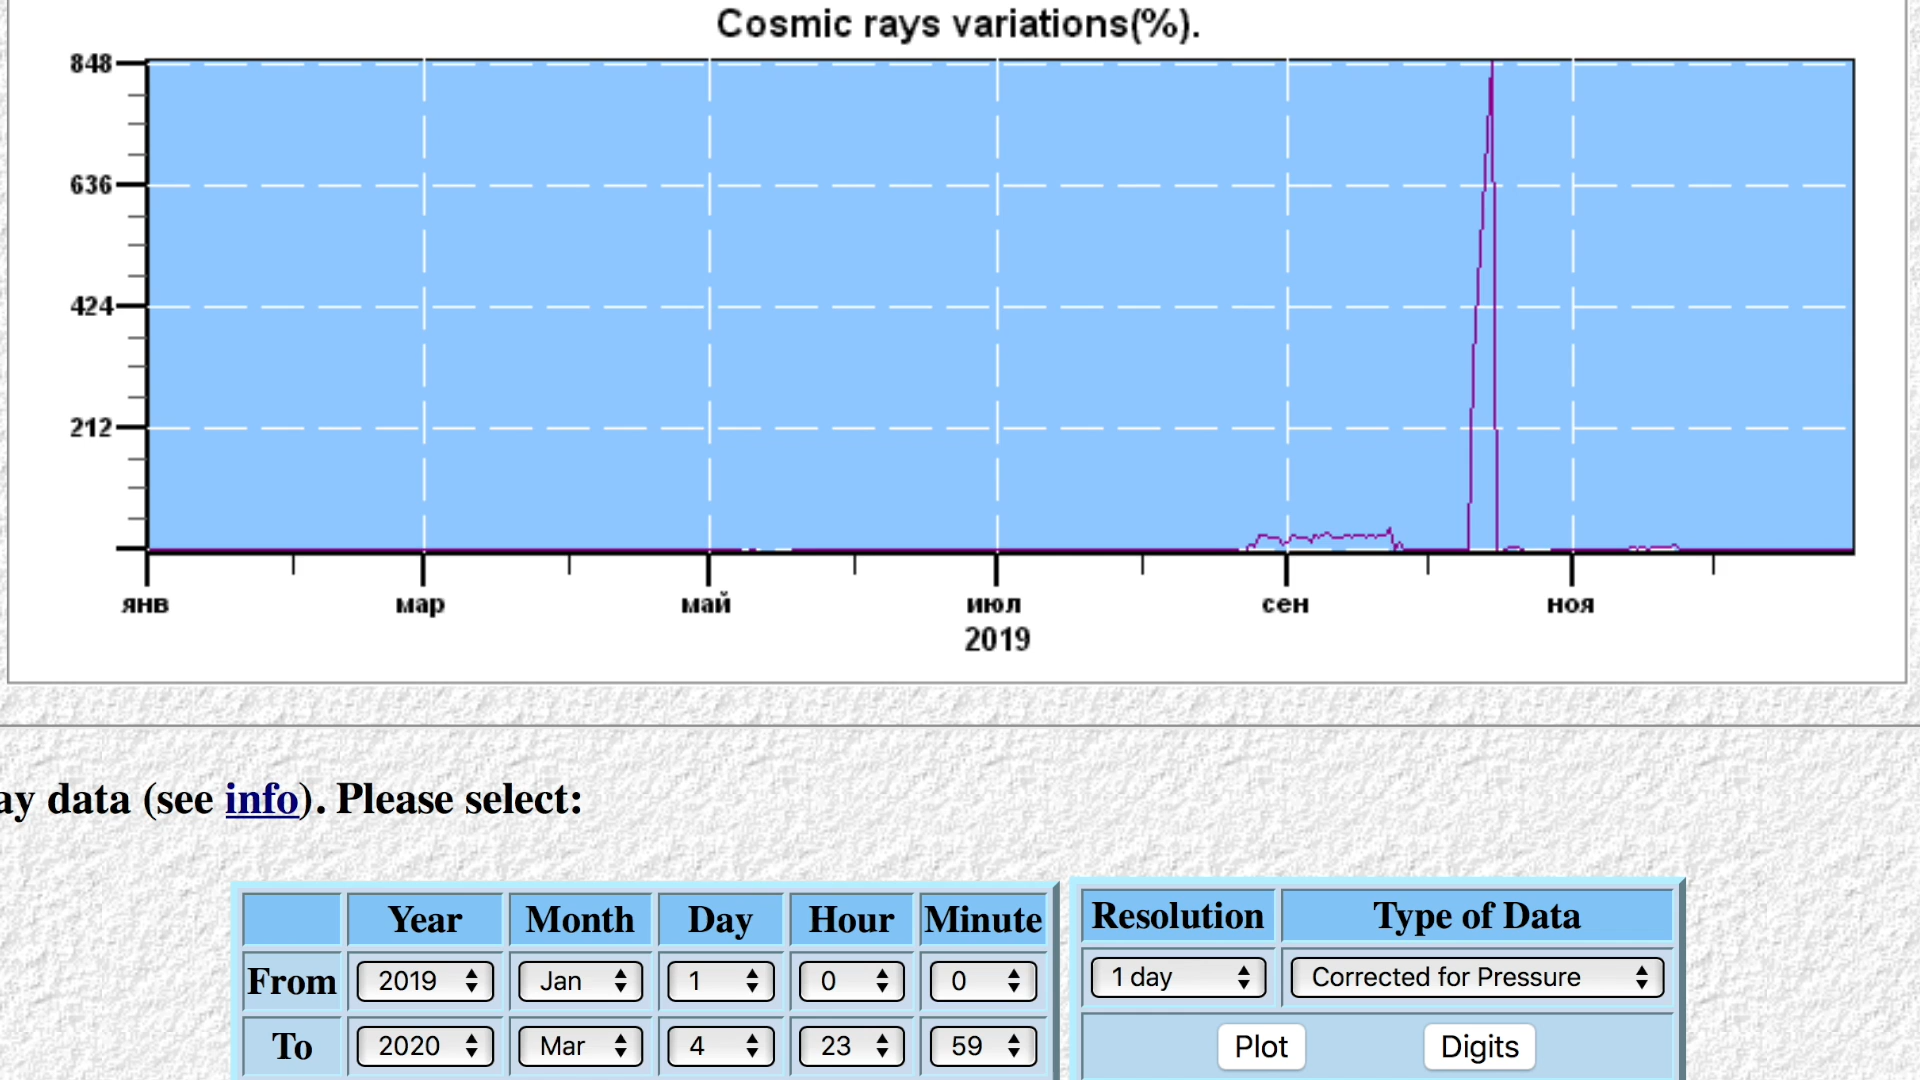 Cosmic rays variations(%).
848
636
424
212
янв мар май июл сен ноя
2019
ay data (see info). Please select:
Year Month Day Hour Minute
From 2019 Jan 1 0 0
To 2020 Mar 4 23 59
Resolution Type of Data
1 day Corrected for Pressure
Plot Digits